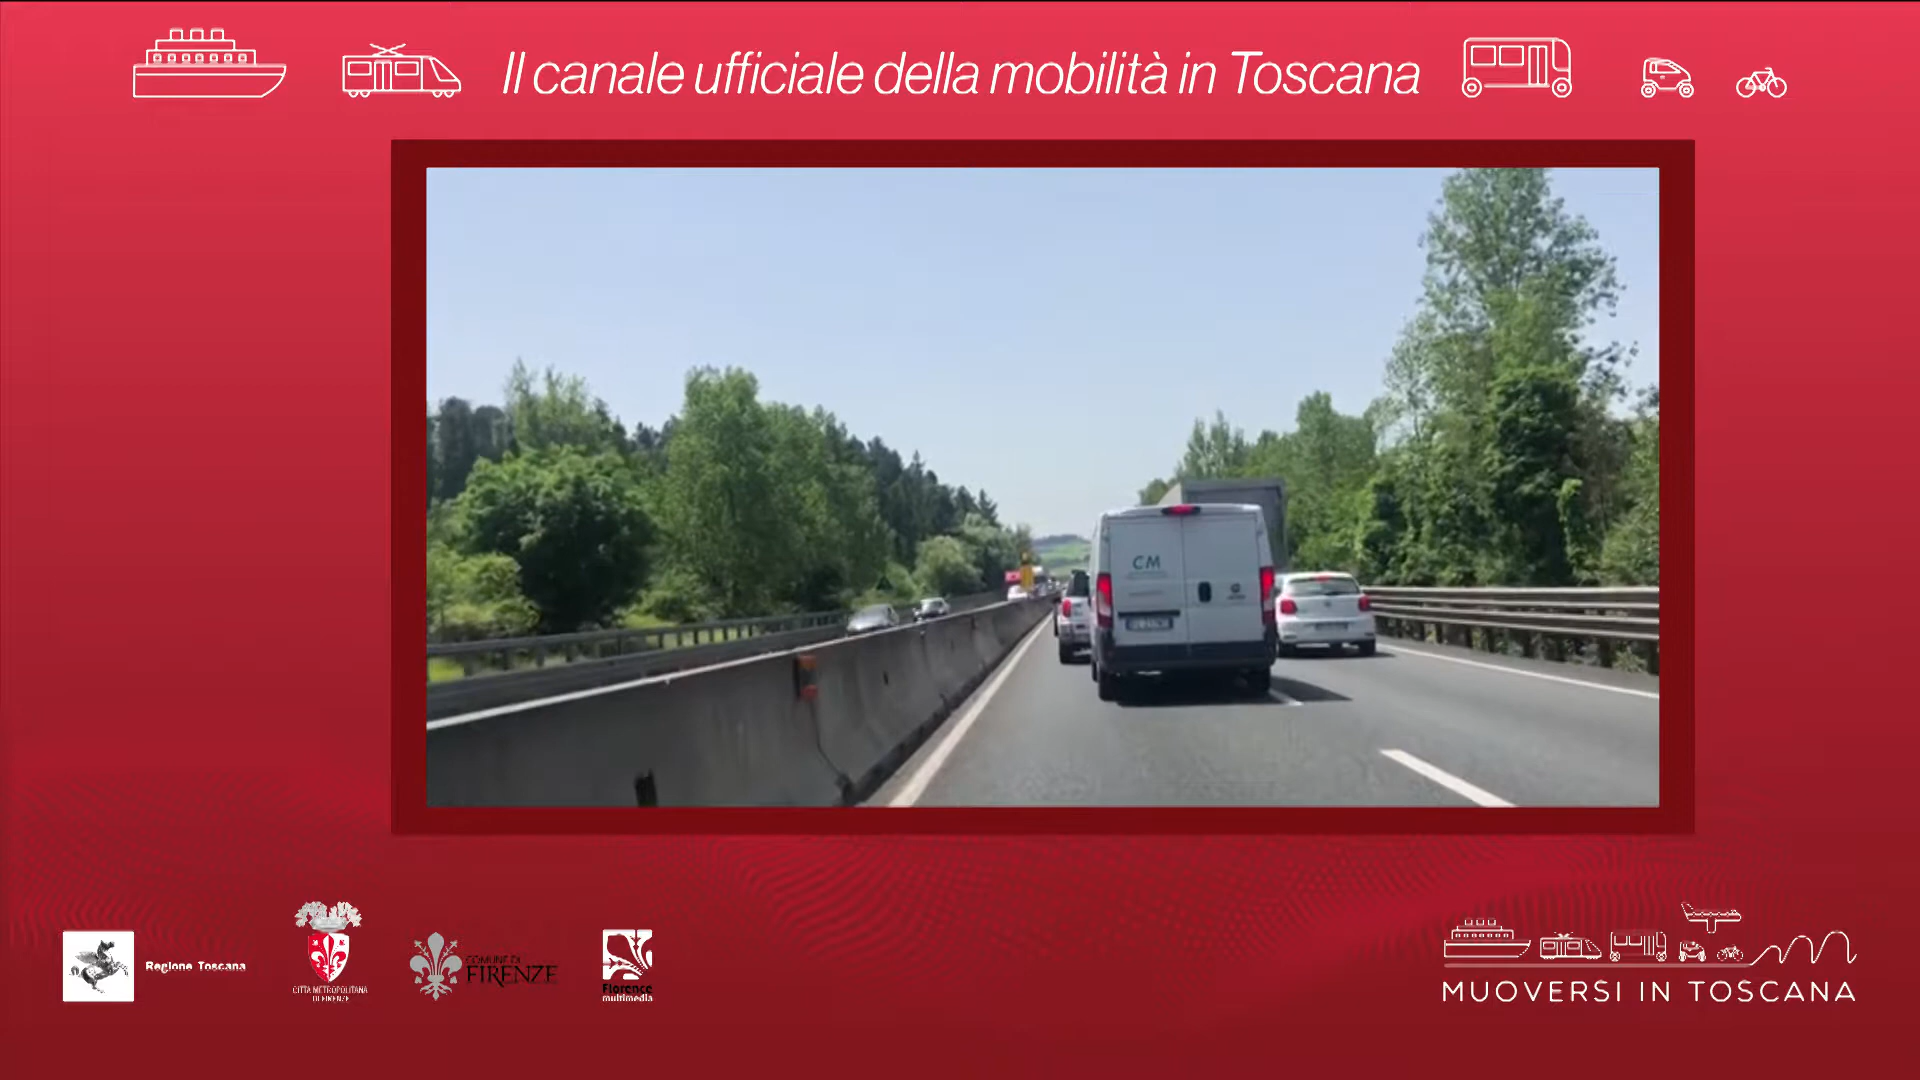 Il canale ufficiale della mobilità in Toscana
CM
Regione Toscana
CITTÀ METROPOLITANA
DI FIRENZE
COMUNE DI
FIRENZE
Florence
multimedia
MUOVERSI IN TOSCANA